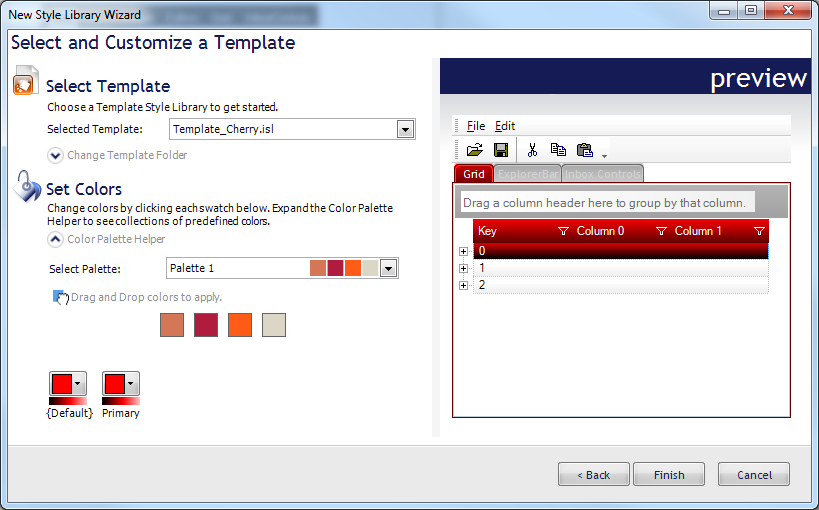 New Style Library Wizard
Select and Customize a Template
Select Template
Choose a Template Style Library to get started.
Selected Template:
Template_Cherry.isl
Change Template Folder
Set Colors
Change colors by clicking each swatch below. Expand the Color Palette
Helper to see collections of predefined colors.
Color Palette Helper
Select Palette:
Palette 1
Drag and Drop colors to apply.
{Default}
Primary
preview
File Edit
Grid
ExplorerBar
Inbox Controls
Drag a column header here to group by that column.
Key Column 0 Column 1
0
1
2
< Back
Finish
Cancel